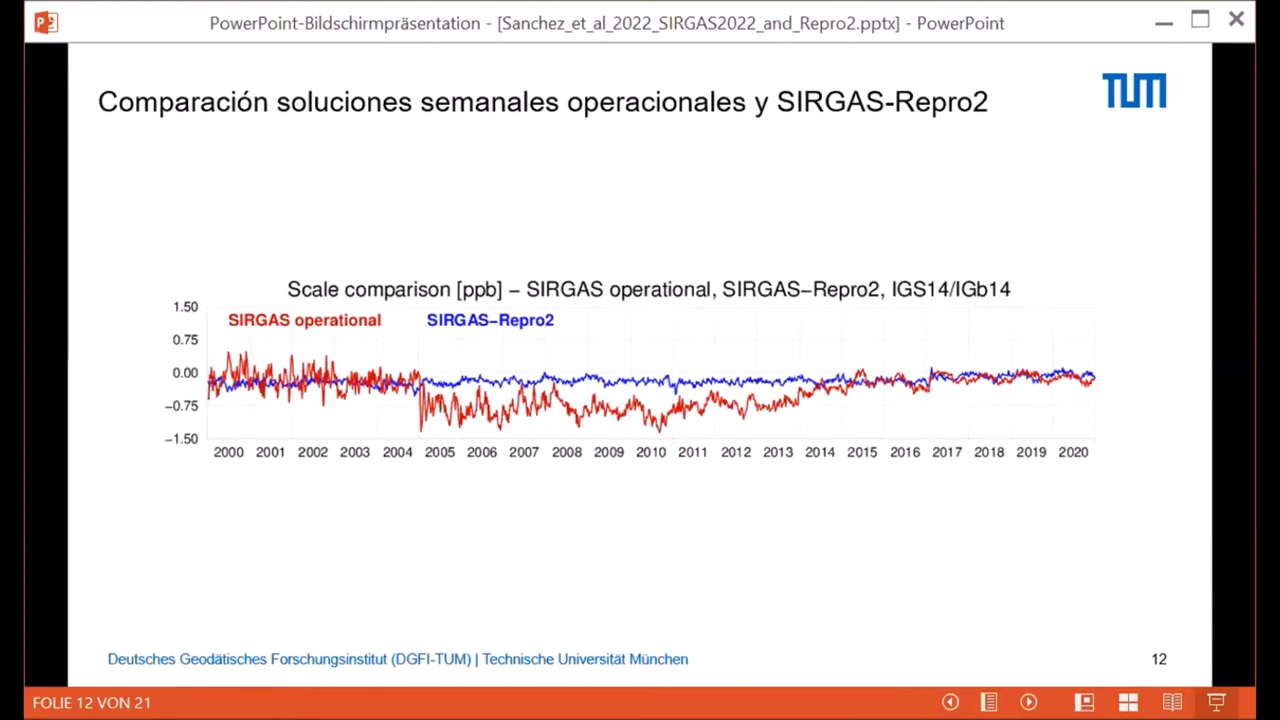 PowerPoint-Bildschirmpräsentation - [Sanchez_et_al_2022_SIRGAS2022_and_Repro2.pptx] - PowerPoint
Comparación soluciones semanales operacionales y SIRGAS-Repro2
TUM
Scale comparison [ppb] – SIRGAS operational, SIRGAS–Repro2, IGS14/IGb14
1.50
SIRGAS operational SIRGAS–Repro2
0.75
0.00
–0.75
–1.50
2000 2001 2002 2003 2004 2005 2006 2007 2008 2009 2010 2011 2012 2013 2014 2015 2016 2017 2018 2019 2020
Deutsches Geodätisches Forschungsinstitut (DGFI-TUM) | Technische Universität München
12
FOLIE 12 VON 21